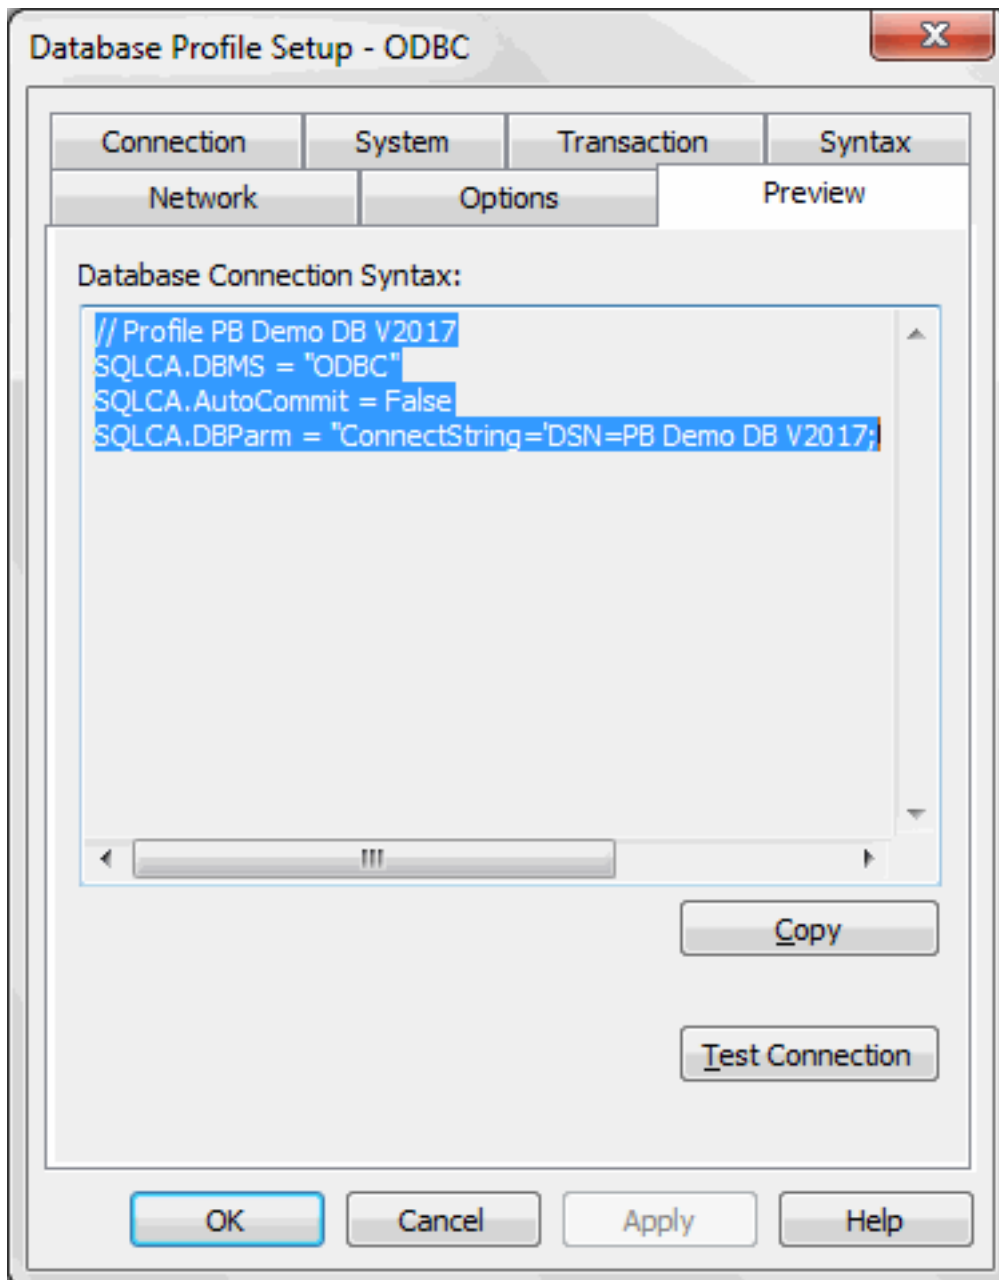 Database Profile Setup - ODBC
Connection System Transaction Syntax
Network Options Preview
Database Connection Syntax:
// Profile PB Demo DB V2017
SQLCA.DBMS = "ODBC"
SQLCA.AutoCommit = False
SQLCA.DBParm = "ConnectString='DSN=PB Demo DB V2017;
Copy
Test Connection
OK Cancel Apply Help